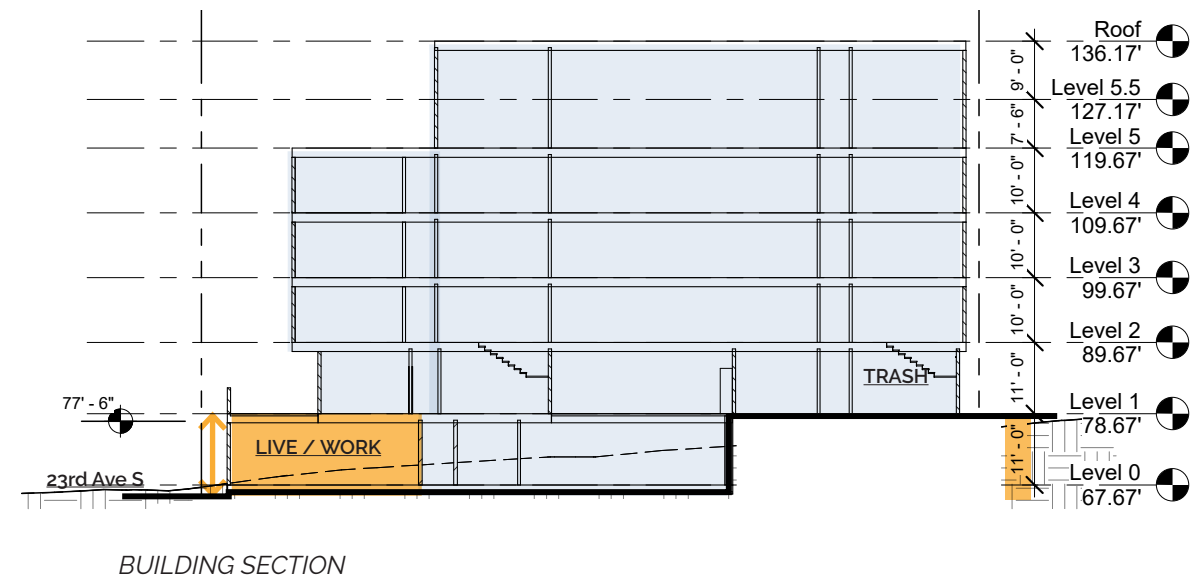 Roof
136.17'
9' - 0"
Level 5.5
127.17'
7' - 6"
Level 5
119.67'
10' - 0"
Level 4
109.67'
10' - 0"
Level 3
99.67'
10' - 0"
Level 2
89.67'
TRASH
11' - 0"
77' - 6"
Level 1
78.67'
LIVE / WORK
11' - 0"
23rd Ave S
Level 0
67.67'
BUILDING SECTION